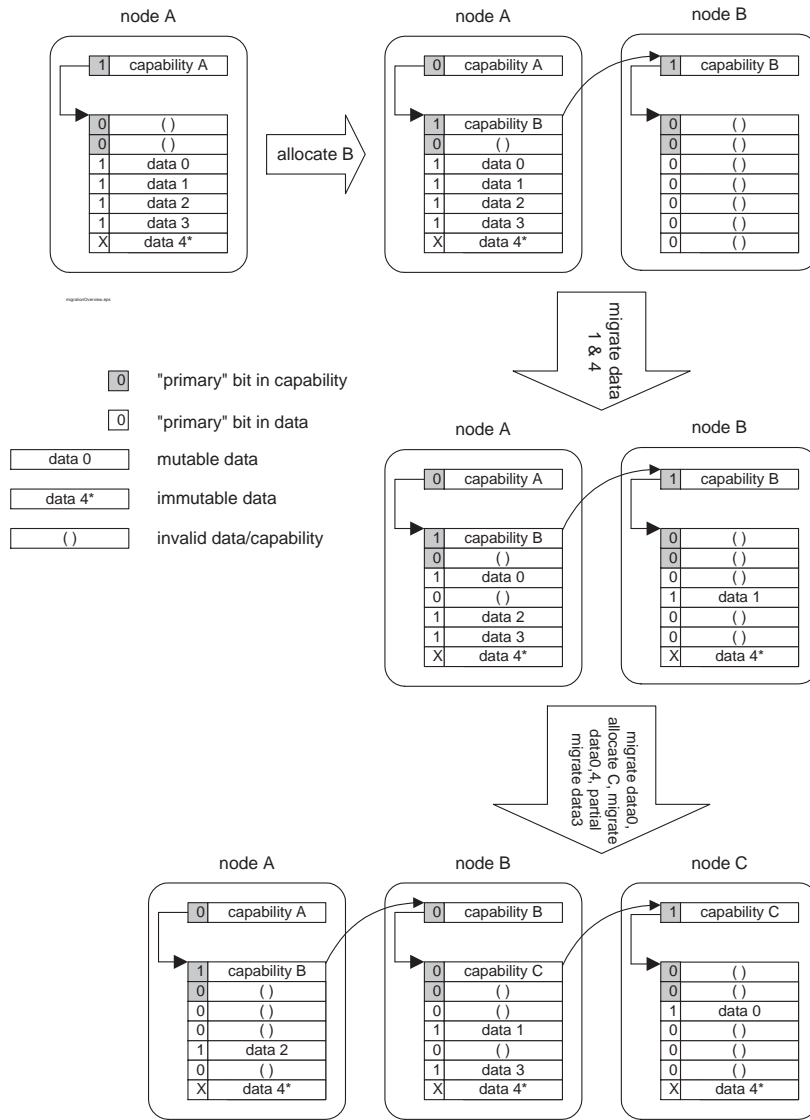 node A
1 capability A
0 ( )
0 ( )
1 data 0
1 data 1
1 data 2
1 data 3
X data 4*
allocate B
node A
0 capability A
1 capability B
0 ( )
1 data 0
1 data 1
1 data 2
1 data 3
X data 4*
node B
1 capability B
0 ( )
0 ( )
0 ( )
0 ( )
0 ( )
0 ( )
0 ( )
migrationOverview.eps
migrate data
1 & 4
0 "primary" bit in capability
0 "primary" bit in data
data 0 mutable data
data 4* immutable data
( ) invalid data/capability
node A
0 capability A
1 capability B
0 ( )
1 data 0
0 ( )
1 data 2
1 data 3
X data 4*
node B
1 capability B
0 ( )
0 ( )
0 ( )
1 data 1
0 ( )
0 ( )
X data 4*
migrate data0,
allocate C, migrate
data0,4, partial
migrate data3
node A
0 capability A
1 capability B
0 ( )
0 ( )
0 ( )
1 data 2
0 ( )
X data 4*
node B
0 capability B
0 capability C
0 ( )
0 ( )
1 data 1
0 ( )
1 data 3
X data 4*
node C
1 capability C
0 ( )
0 ( )
1 data 0
0 ( )
0 ( )
0 ( )
X data 4*